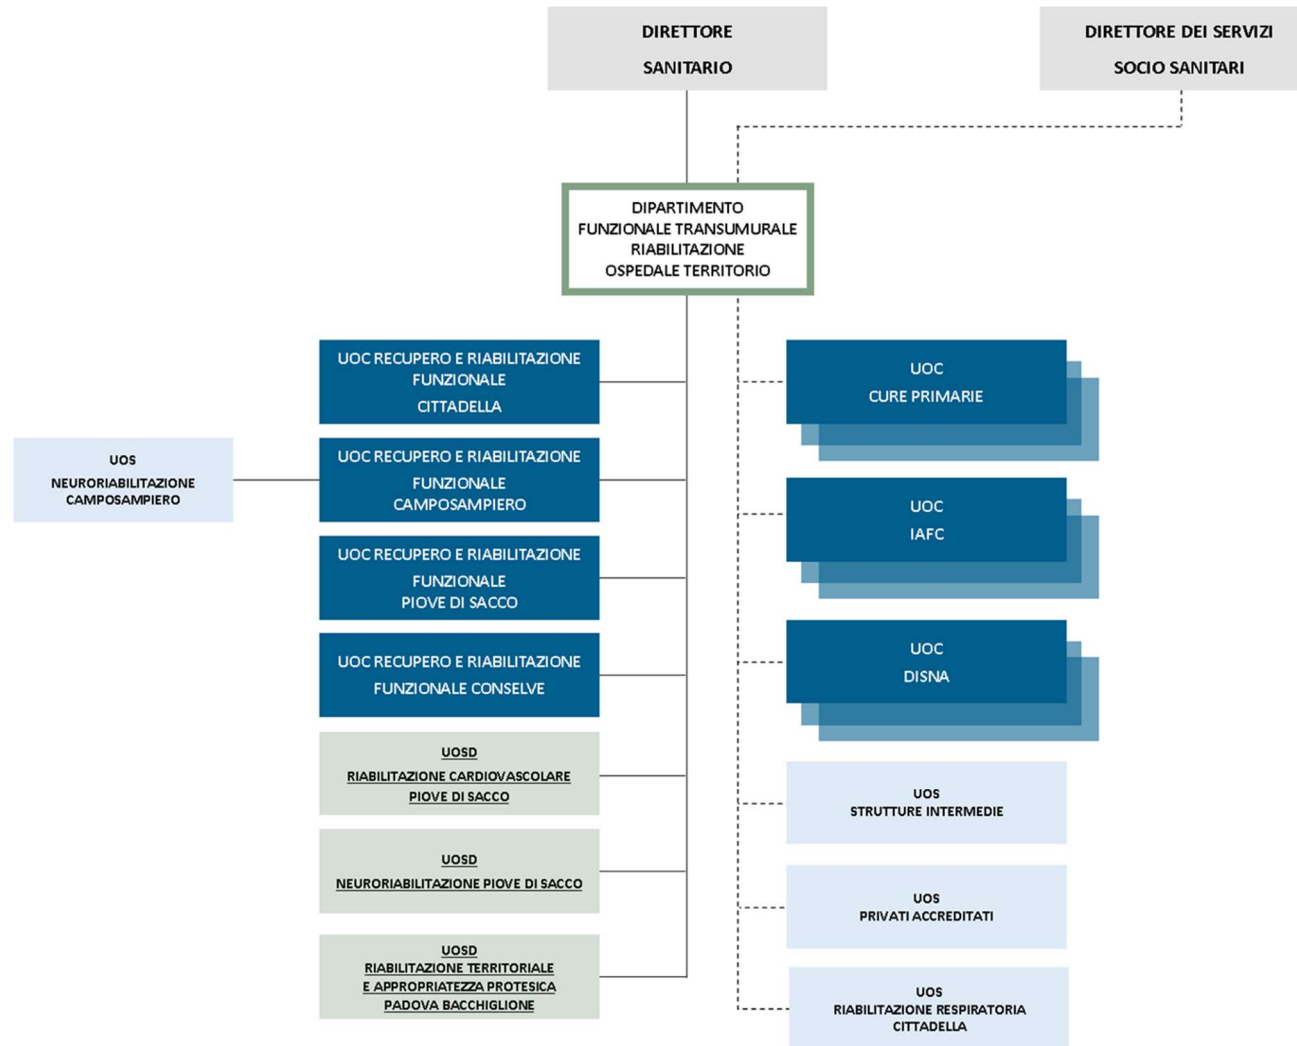 DIRETTORE
SANITARIO
DIRETTORE DEI SERVIZI
SOCIO SANITARI
DIPARTIMENTO
FUNZIONALE TRANSUMURALE
RIABILITAZIONE
OSPEDALE TERRITORIO
UOC RECUPERO E RIABILITAZIONE
FUNZIONALE
CITTADELLA
UOS
NEURORIABILITAZIONE
CAMPOSAMPIERO
UOC RECUPERO E RIABILITAZIONE
FUNZIONALE
CAMPOSAMPIERO
UOC RECUPERO E RIABILITAZIONE
FUNZIONALE
PIOVE DI SACCO
UOC RECUPERO E RIABILITAZIONE
FUNZIONALE CONSELVE
UOSD
RIABILITAZIONE CARDIOVASCOLARE
PIOVE DI SACCO
UOSD
NEURORIABILITAZIONE PIOVE DI SACCO
UOSD
RIABILITAZIONE TERRITORIALE
E APPROPRIATEZZA PROTESICA
PADOVA BACCHIGLIONE
UOC
CURE PRIMARIE
UOC
IAFC
UOC
DISNA
UOS
STRUTTURE INTERMEDIE
UOS
PRIVATI ACCREDITATI
UOS
RIABILITAZIONE RESPIRATORIA
CITTADELLA